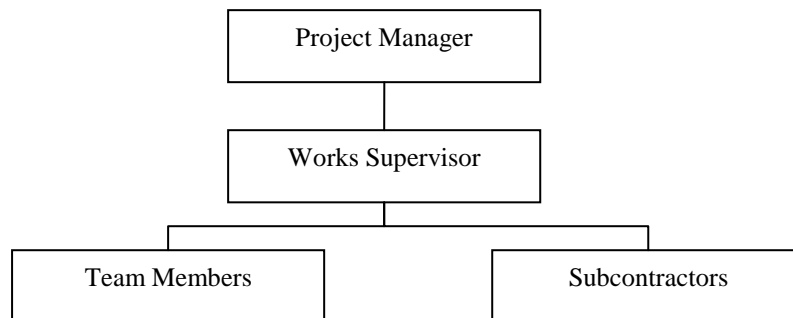 Project Manager
Works Supervisor
Team Members
Subcontractors